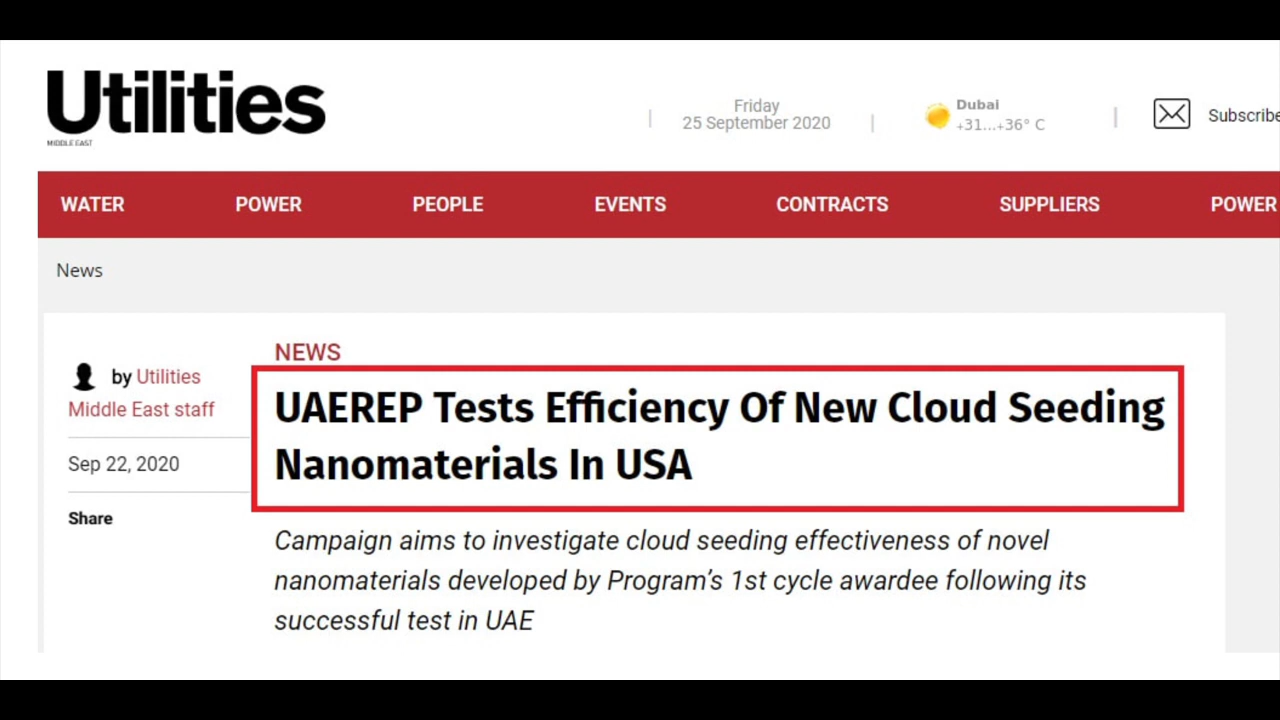 Utilities
MIDDLE EAST
Friday
25 September 2020
Dubai
+31...+36° C
Subscribe
WATER POWER PEOPLE EVENTS CONTRACTS SUPPLIERS POWER
News
by Utilities
Middle East staff
Sep 22, 2020
Share
NEWS
UAEREP Tests Efficiency Of New Cloud Seeding
Nanomaterials In USA
Campaign aims to investigate cloud seeding effectiveness of novel
nanomaterials developed by Program's 1st cycle awardee following its
successful test in UAE